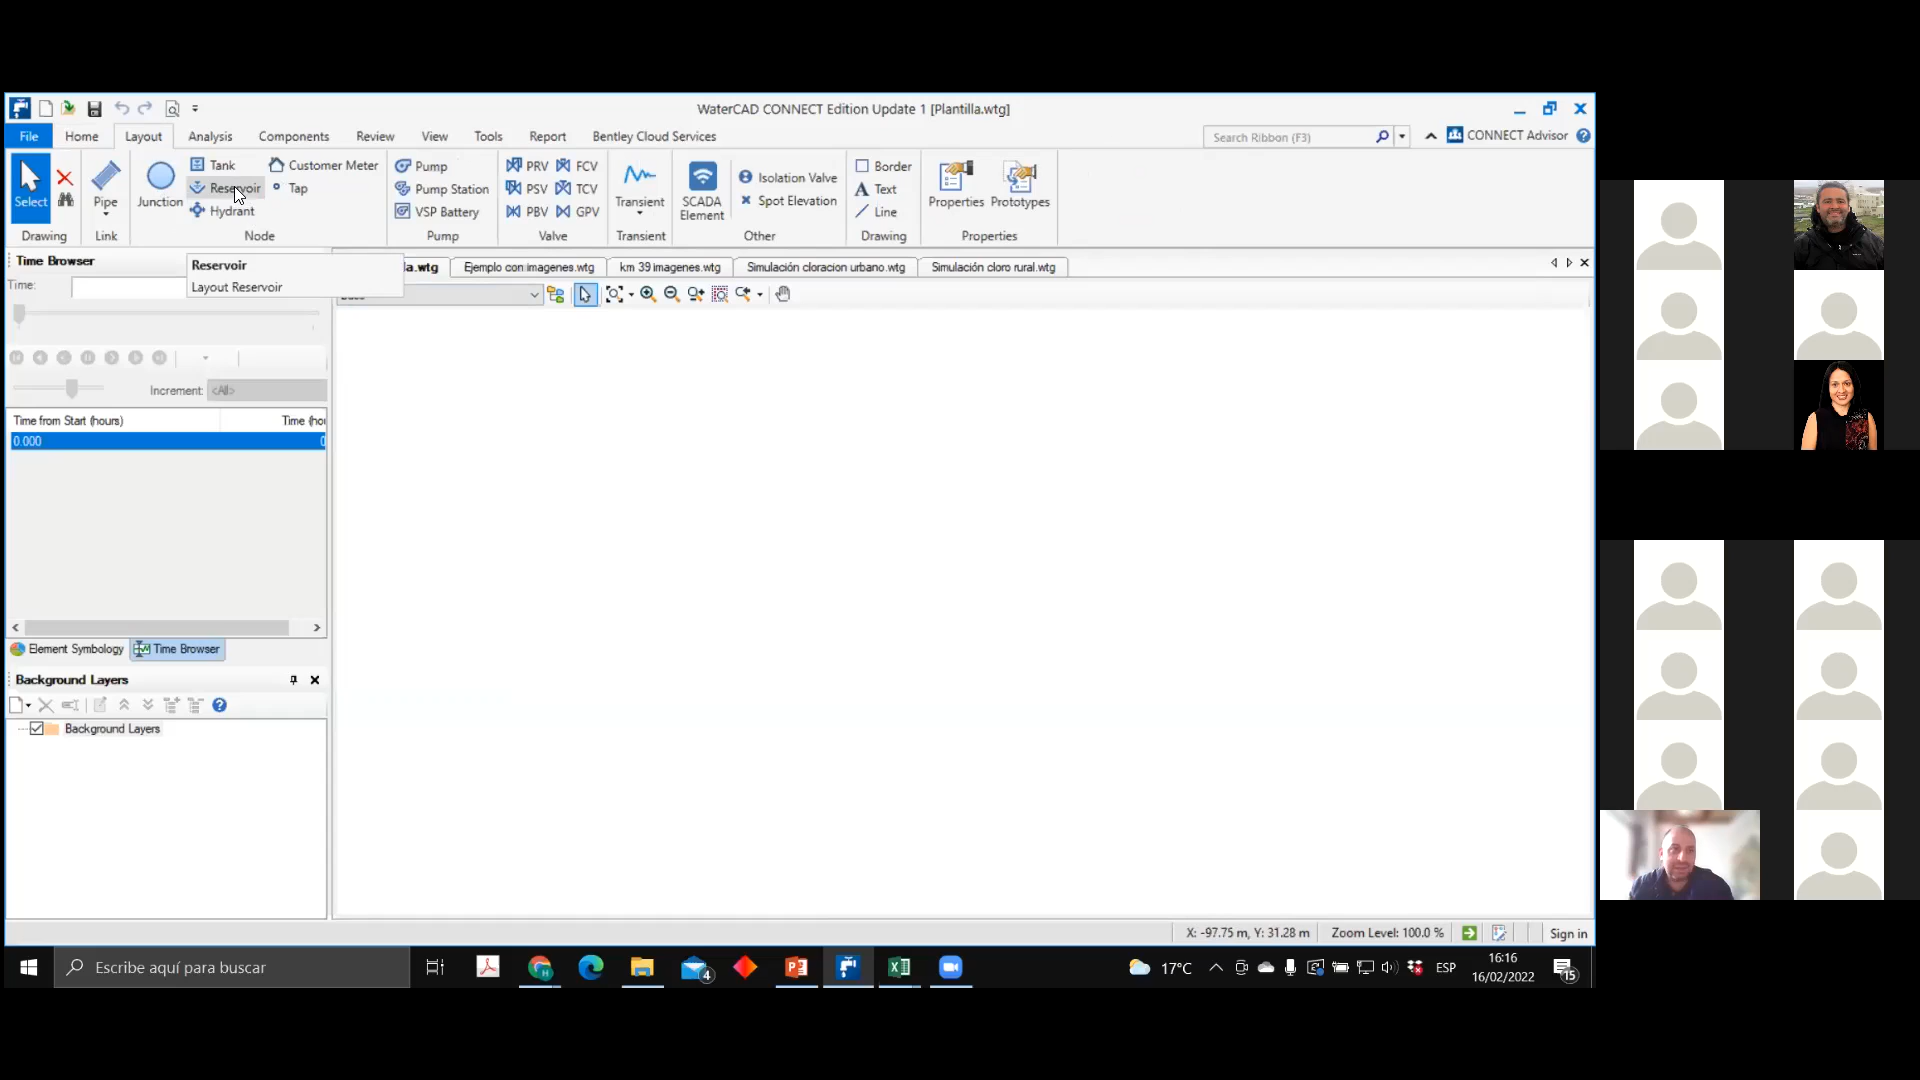 WaterCAD CONNECT Edition Update 1 [Plantilla.wtg]
File Home Layout Analysis Components Review View Tools Report Bentley Cloud Services
Search Ribbon (F3) CONNECT Advisor
Select
Drawing
Pipe
Link
Junction
Tank
Reservoir
Hydrant
Customer Meter
Tap
Node
Pump
Pump Station
VSP Battery
Pump
PRV FCV
PSV TCV
PBV GPV
Valve
Transient
Transient
SCADA
Element
Isolation Valve
Spot Elevation
Other
Border
Text
Line
Drawing
Properties
Prototypes
Properties
Time Browser
Time:
Reservoir
Layout Reservoir
la.wtg
Ejemplo con imagenes.wtg
km 39 imagenes.wtg
Simulación cloracion urbano.wtg
Simulación cloro rural.wtg
Increment: <All>
Time from Start (hours) Time (hou
0.000 0
Element Symbology Time Browser
Background Layers
Background Layers
X: -97.75 m, Y: 31.28 m Zoom Level: 100.0 % Sign in
Escribe aquí para buscar
4
17°C
ESP
16:16
16/02/2022
15